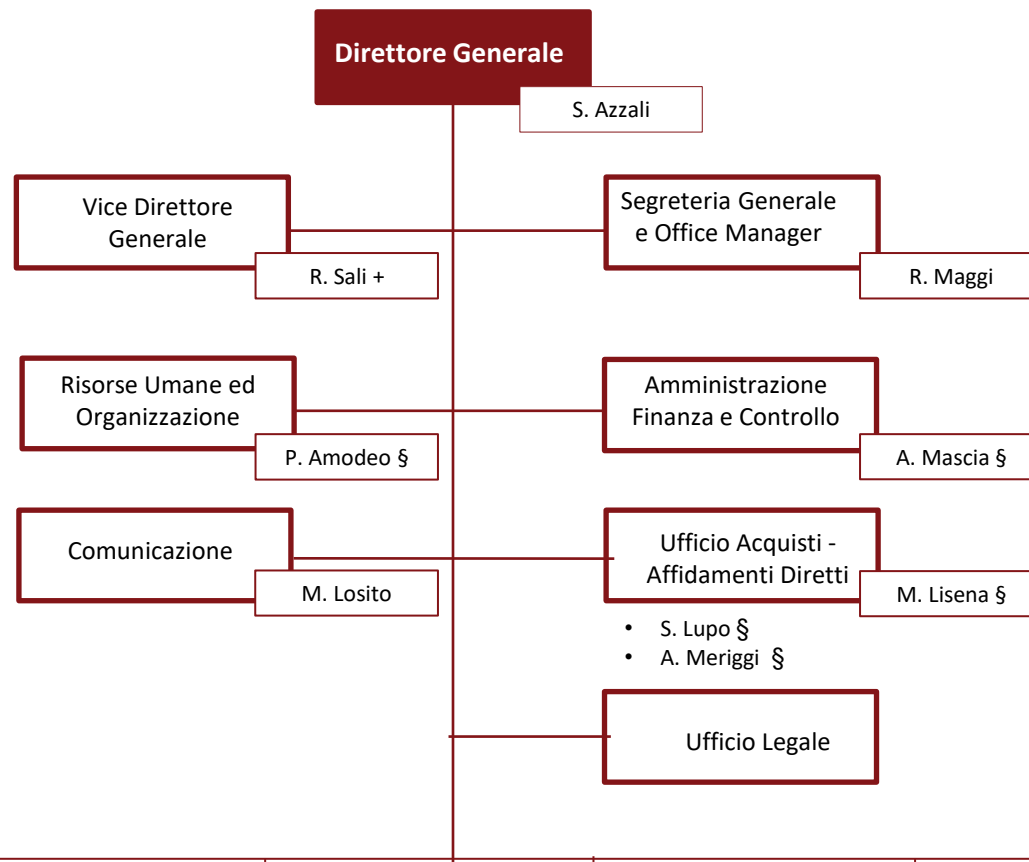 Direttore Generale
S. Azzali
Vice Direttore
Generale
R. Sali +
Segreteria Generale
e Office Manager
R. Maggi
Risorse Umane ed
Organizzazione
P. Amodeo §
Amministrazione
Finanza e Controllo
A. Mascia §
Comunicazione
M. Losito
Ufficio Acquisti -
Affidamenti Diretti
M. Lisena §
• S. Lupo §
• A. Meriggi §
Ufficio Legale